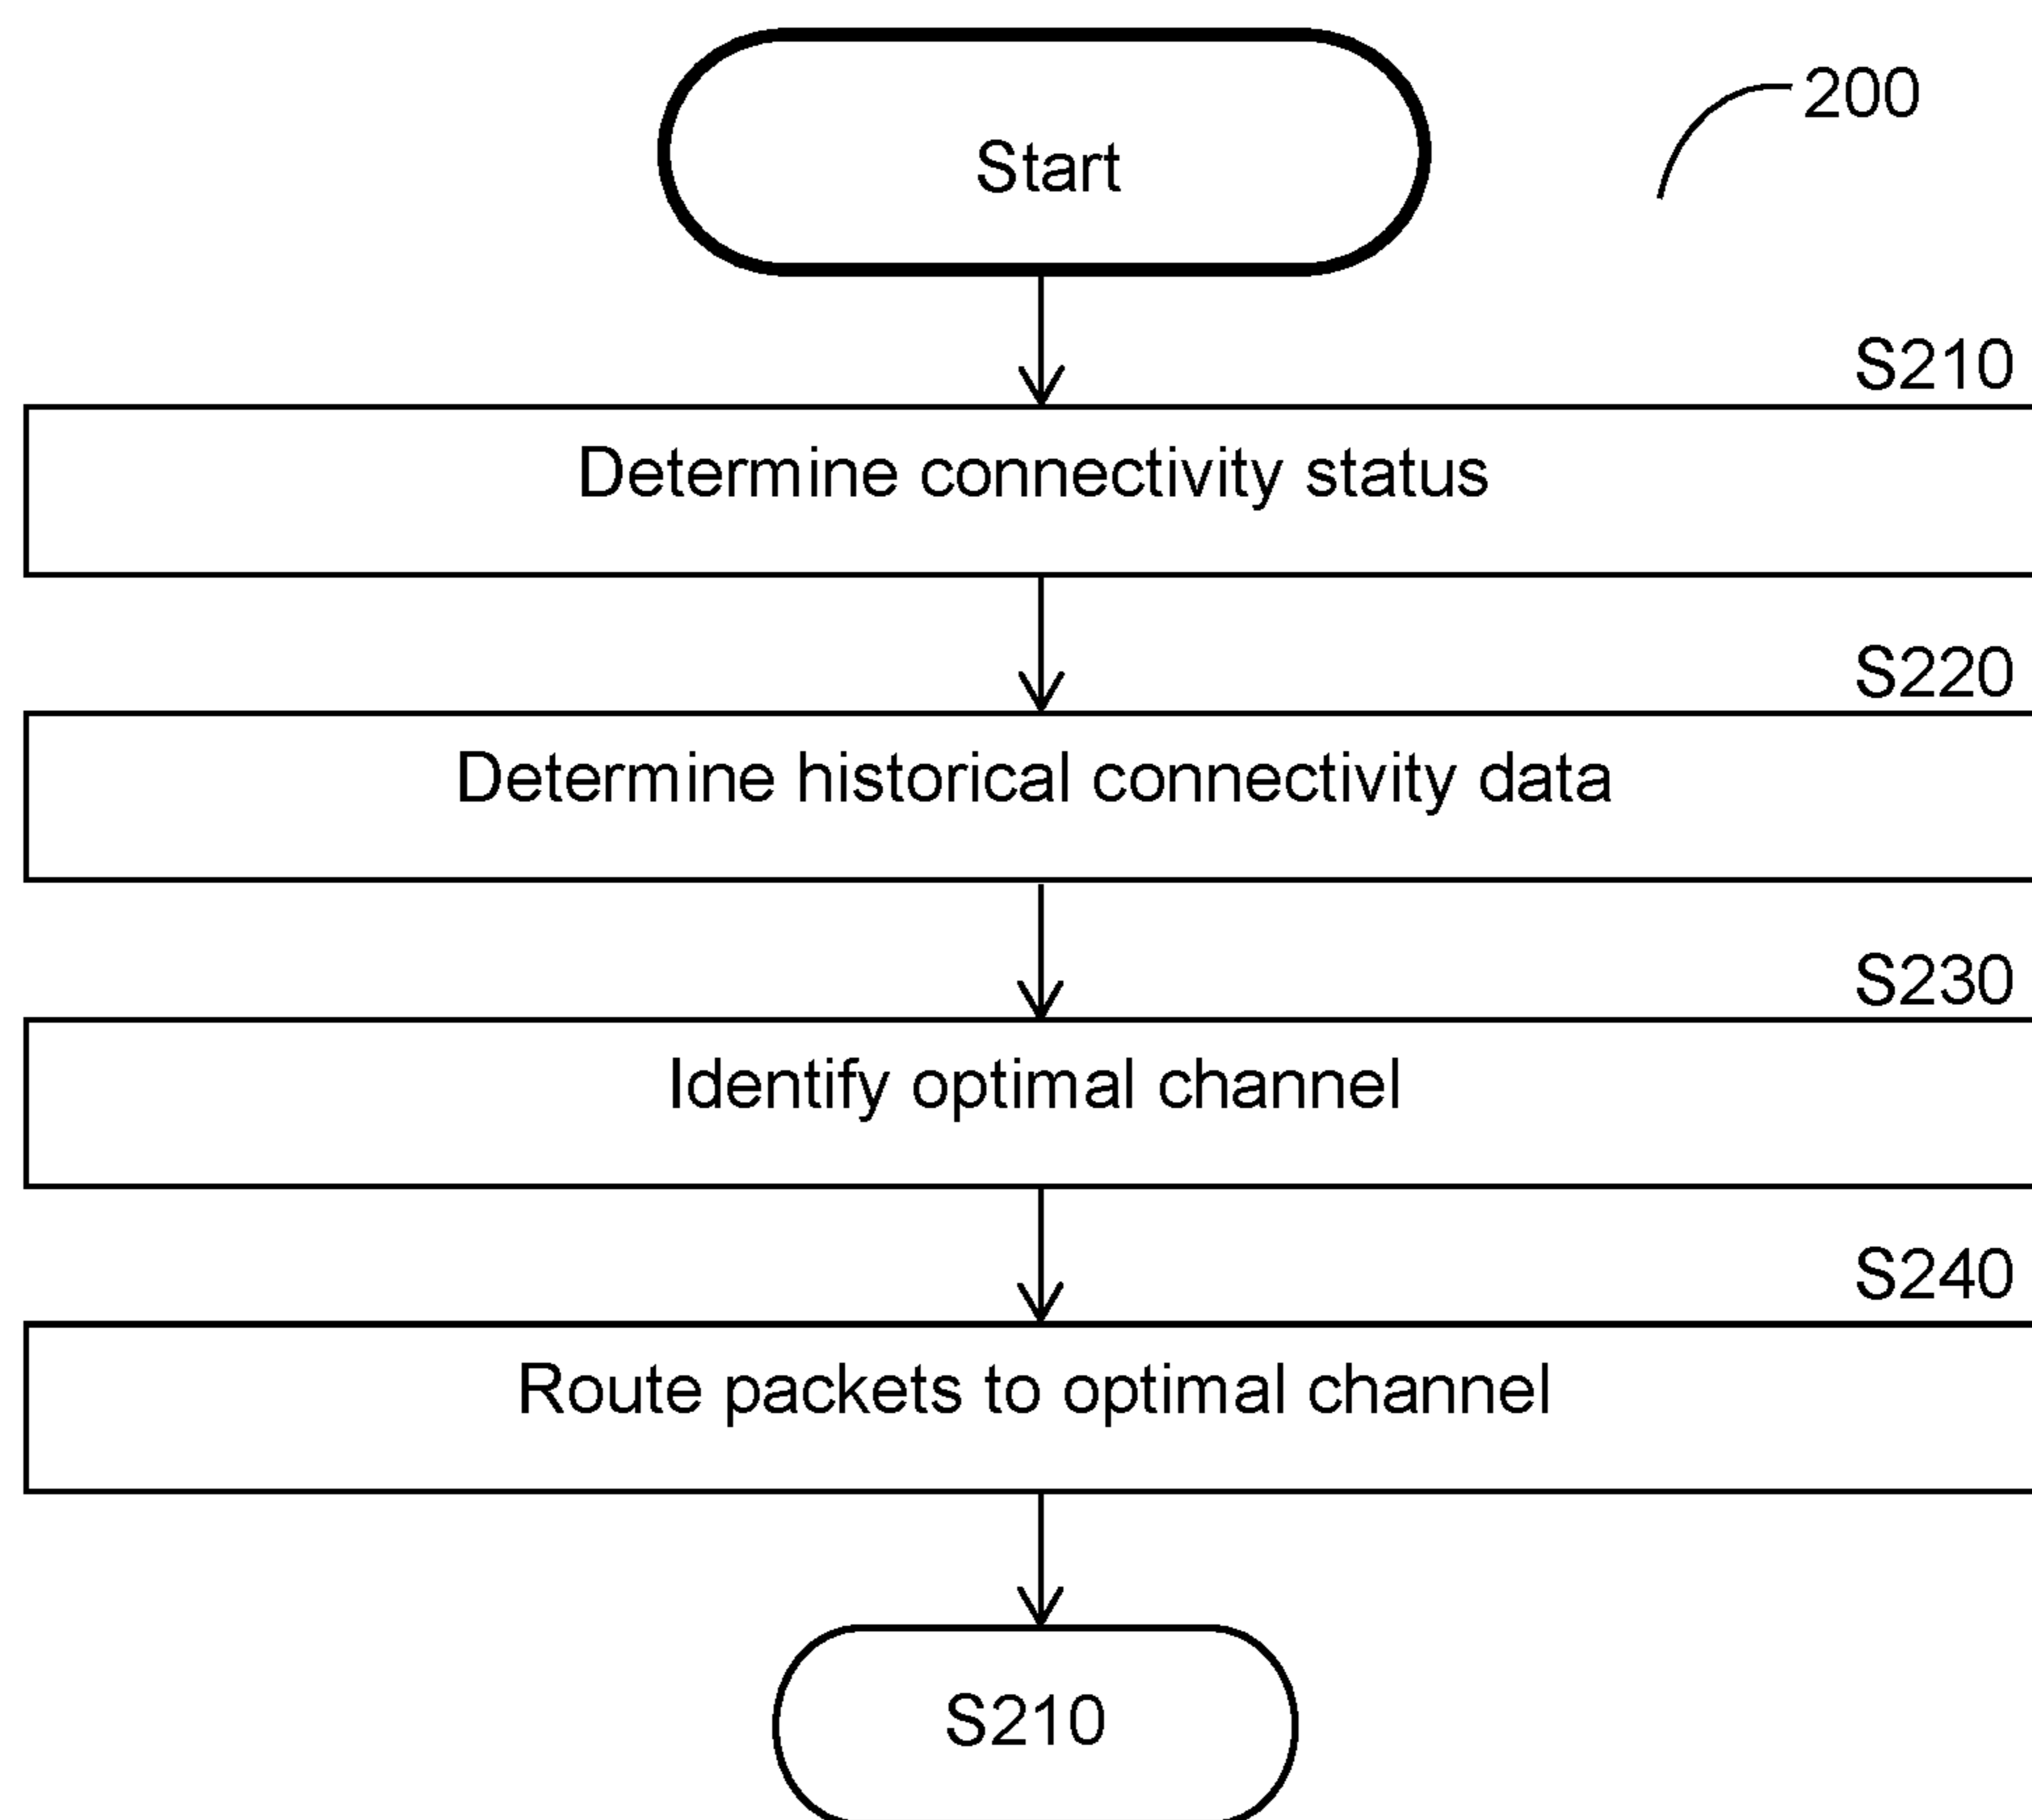 Start
200
S210
Determine connectivity status
S220
Determine historical connectivity data
S230
Identify optimal channel
S240
Route packets to optimal channel
S210